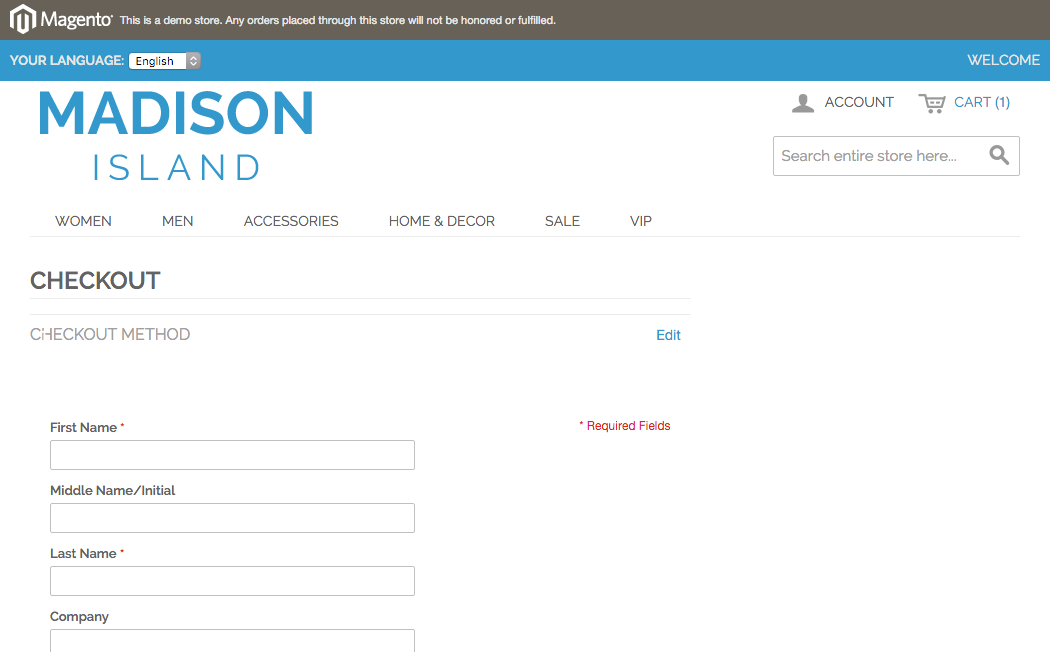 Magento This is a demo store. Any orders placed through this store will not be honored or fulfilled.
YOUR LANGUAGE: English WELCOME
MADISON
ISLAND
ACCOUNT CART (1)
Search entire store here...
WOMEN MEN ACCESSORIES HOME & DECOR SALE VIP
CHECKOUT
CHECKOUT METHOD Edit
First Name * * Required Fields
Middle Name/Initial
Last Name *
Company